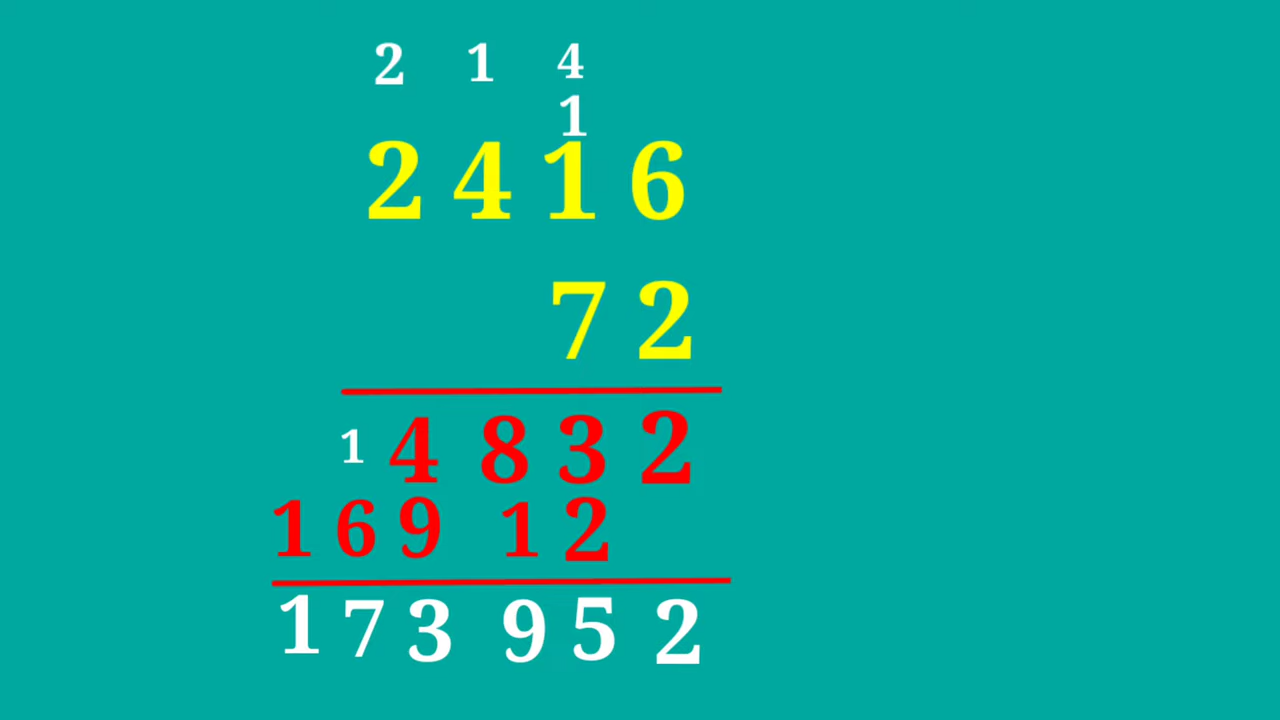 2 1 4
1
2 4 1 6
7 2
1 4 8 3 2
1 6 9 1 2
1 7 3 9 5 2